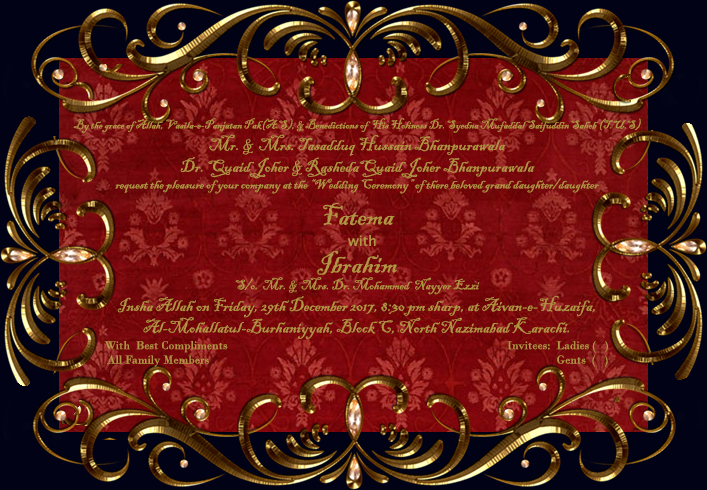 By the grace of Allah, Vasila-e-Panjatan Pak(A.S), & Benedictions of His Holiness Dr. Syedna Mufaddal Saifuddin Saheb (T.U.S)
Mr. & Mrs. Tasadduq Hussain Bhanpurawala
Dr. Quaid Joher & Rasheda Quaid Joher Bhanpurawala
request the pleasure of your company at the "Wedding Ceremony" of there beloved grand daughter/daughter
Fatema
with
Ibrahim
S/o. Mr. & Mrs. Dr. Mohammed Nayyer Ezzi
Insha Allah on Friday, 29th December 2017, 8:30 pm sharp, at Aivan-e-Huzaifa,
Al-Mohallatul-Burhaniyyah, Block C, North Nazimabad Karachi.
With Best Compliments
All Family Members
Invitees: Ladies ( )
Gents ( )